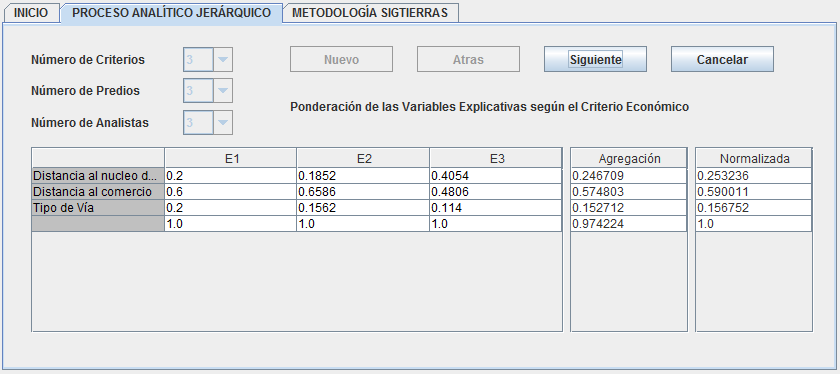 INICIO PROCESO ANALÍTICO JERÁRQUICO METODOLOGÍA SIGTIERRAS
Número de Criterios 3 Nuevo Atras Siguiente Cancelar
Número de Predios 3
Ponderación de las Variables Explicativas según el Criterio Económico
Número de Analistas 3
E1 E2 E3 Agregación Normalizada
Distancia al nucleo d... 0.2 0.1852 0.4054 0.246709 0.253236
Distancia al comercio 0.6 0.6586 0.4806 0.574803 0.590011
Tipo de Vía 0.2 0.1562 0.114 0.152712 0.156752
1.0 1.0 1.0 0.974224 1.0